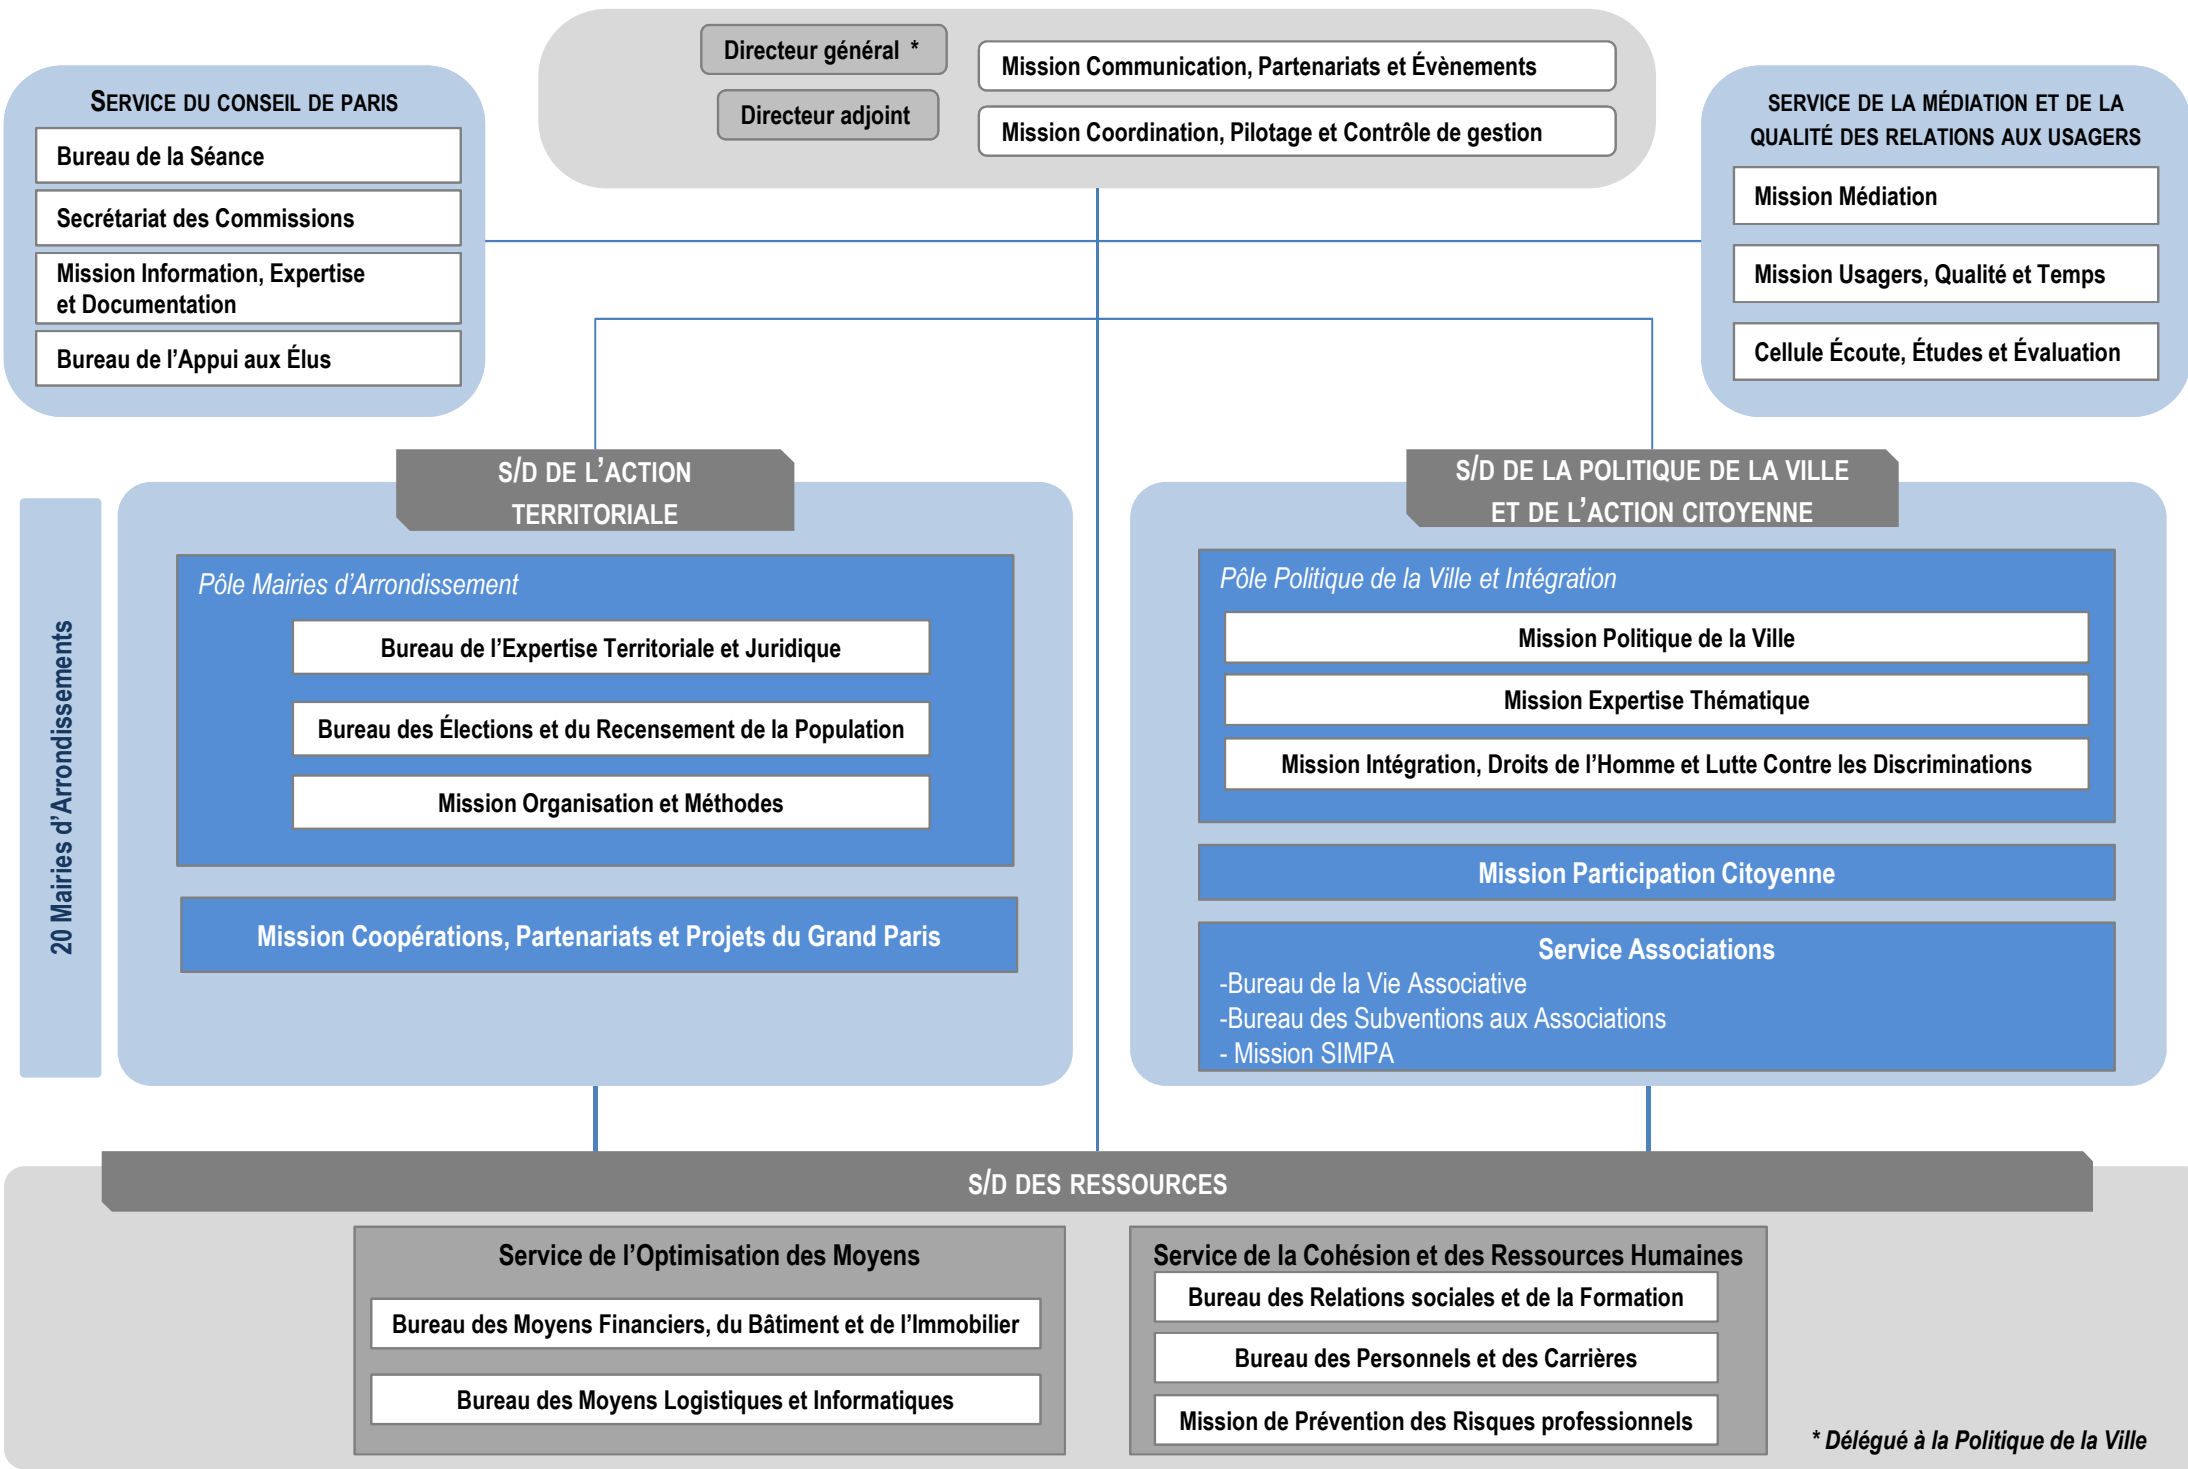 Directeur général *
Directeur adjoint
Mission Communication, Partenariats et Évènements
Mission Coordination, Pilotage et Contrôle de gestion
SERVICE DU CONSEIL DE PARIS
Bureau de la Séance
Secrétariat des Commissions
Mission Information, Expertise
et Documentation
Bureau de l’Appui aux Élus
SERVICE DE LA MÉDIATION ET DE LA
QUALITÉ DES RELATIONS AUX USAGERS
Mission Médiation
Mission Usagers, Qualité et Temps
Cellule Écoute, Études et Évaluation
20 Mairies d’Arrondissements
S/D DE L’ACTION
TERRITORIALE
Pôle Mairies d’Arrondissement
Bureau de l’Expertise Territoriale et Juridique
Bureau des Élections et du Recensement de la Population
Mission Organisation et Méthodes
Mission Coopérations, Partenariats et Projets du Grand Paris
S/D DE LA POLITIQUE DE LA VILLE
ET DE L’ACTION CITOYENNE
Pôle Politique de la Ville et Intégration
Mission Politique de la Ville
Mission Expertise Thématique
Mission Intégration, Droits de l’Homme et Lutte Contre les Discriminations
Mission Participation Citoyenne
Service Associations
-Bureau de la Vie Associative
-Bureau des Subventions aux Associations
- Mission SIMPA
S/D DES RESSOURCES
Service de l’Optimisation des Moyens
Bureau des Moyens Financiers, du Bâtiment et de l’Immobilier
Bureau des Moyens Logistiques et Informatiques
Service de la Cohésion et des Ressources Humaines
Bureau des Relations sociales et de la Formation
Bureau des Personnels et des Carrières
Mission de Prévention des Risques professionnels
* Délégué à la Politique de la Ville